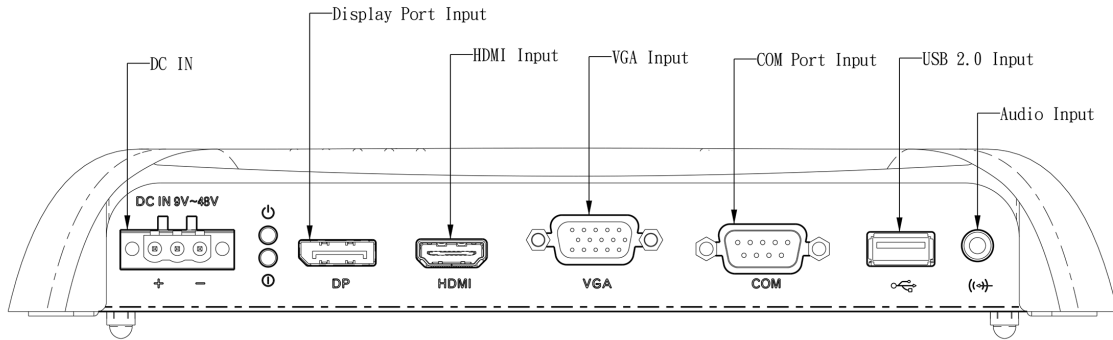 Display Port Input
DC IN
HDMI Input
VGA Input
COM Port Input
USB 2.0 Input
Audio Input
DC IN 9V~48V
+ −
DP
HDMI
VGA
COM